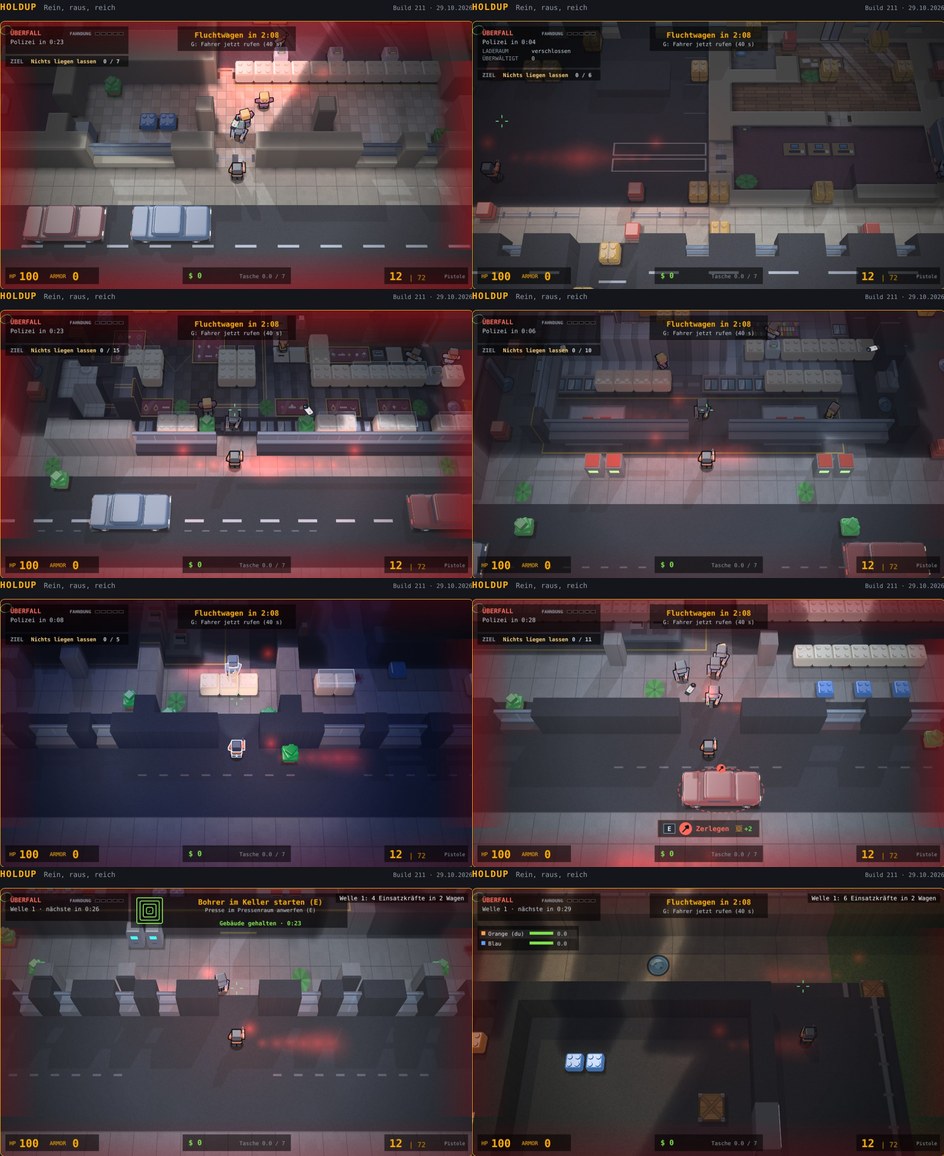 HOLDUP Rein, raus, reich Build 211 · 29.10.2026
ÜBERFALL FAHNDUNG
Polizei in 0:23
ZIEL Nichts liegen lassen 0 / 7
Fluchtwagen in 2:08
G: Fahrer jetzt rufen (40 s)
HP 100 ARMOR 0
$ 0 Tasche 0.0 / 7
12 | 72 Pistole
HOLDUP Rein, raus, reich Build 211 · 29.10.2026
ÜBERFALL FAHNDUNG
Polizei in 0:04
LADERAUM verschlossen
ÜBERWÄLTIGT 0
ZIEL Nichts liegen lassen 0 / 6
Fluchtwagen in 2:08
G: Fahrer jetzt rufen (40 s)
HP 100 ARMOR 0
$ 0 Tasche 0.0 / 7
12 | 72 Pistole
HOLDUP Rein, raus, reich Build 211 · 29.10.2026
ÜBERFALL FAHNDUNG
Polizei in 0:23
ZIEL Nichts liegen lassen 0 / 15
Fluchtwagen in 2:08
G: Fahrer jetzt rufen (40 s)
HP 100 ARMOR 0
$ 0 Tasche 0.0 / 7
12 | 72 Pistole
HOLDUP Rein, raus, reich Build 211 · 29.10.2026
ÜBERFALL FAHNDUNG
Polizei in 0:06
ZIEL Nichts liegen lassen 0 / 10
Fluchtwagen in 2:08
G: Fahrer jetzt rufen (40 s)
HP 100 ARMOR 0
$ 0 Tasche 0.0 / 7
12 | 72 Pistole
HOLDUP Rein, raus, reich Build 211 · 29.10.2026
ÜBERFALL FAHNDUNG
Polizei in 0:08
ZIEL Nichts liegen lassen 0 / 5
Fluchtwagen in 2:08
G: Fahrer jetzt rufen (40 s)
HP 100 ARMOR 0
$ 0 Tasche 0.0 / 7
12 | 72 Pistole
HOLDUP Rein, raus, reich Build 211 · 29.10.2026
ÜBERFALL FAHNDUNG
Polizei in 0:20
ZIEL Nichts liegen lassen 0 / 11
Fluchtwagen in 2:08
G: Fahrer jetzt rufen (40 s)
E Zerlegen +2
HP 100 ARMOR 0
$ 0 Tasche 0.0 / 7
12 | 72 Pistole
HOLDUP Rein, raus, reich Build 211 · 29.10.2026
ÜBERFALL FAHNDUNG
Welle 1 · nächste in 0:26
Bohrer im Keller starten (E)
Presse im Pressenraum anwerfen (E)
Gebäude gehalten · 0:23
Welle 1: 4 Einsatzkräfte in 2 Wagen
HP 100 ARMOR 0
$ 0 Tasche 0.0 / 7
12 | 72 Pistole
HOLDUP Rein, raus, reich Build 211 · 29.10.2026
ÜBERFALL FAHNDUNG
Welle 1 · nächste in 0:29
Fluchtwagen in 2:08
G: Fahrer jetzt rufen (40 s)
Welle 1: 6 Einsatzkräfte in 2 Wagen
Orange (du) 0.0
Blau 0.0
HP 100 ARMOR 0
$ 0 Tasche 0.0 / 7
12 | 72 Pistole